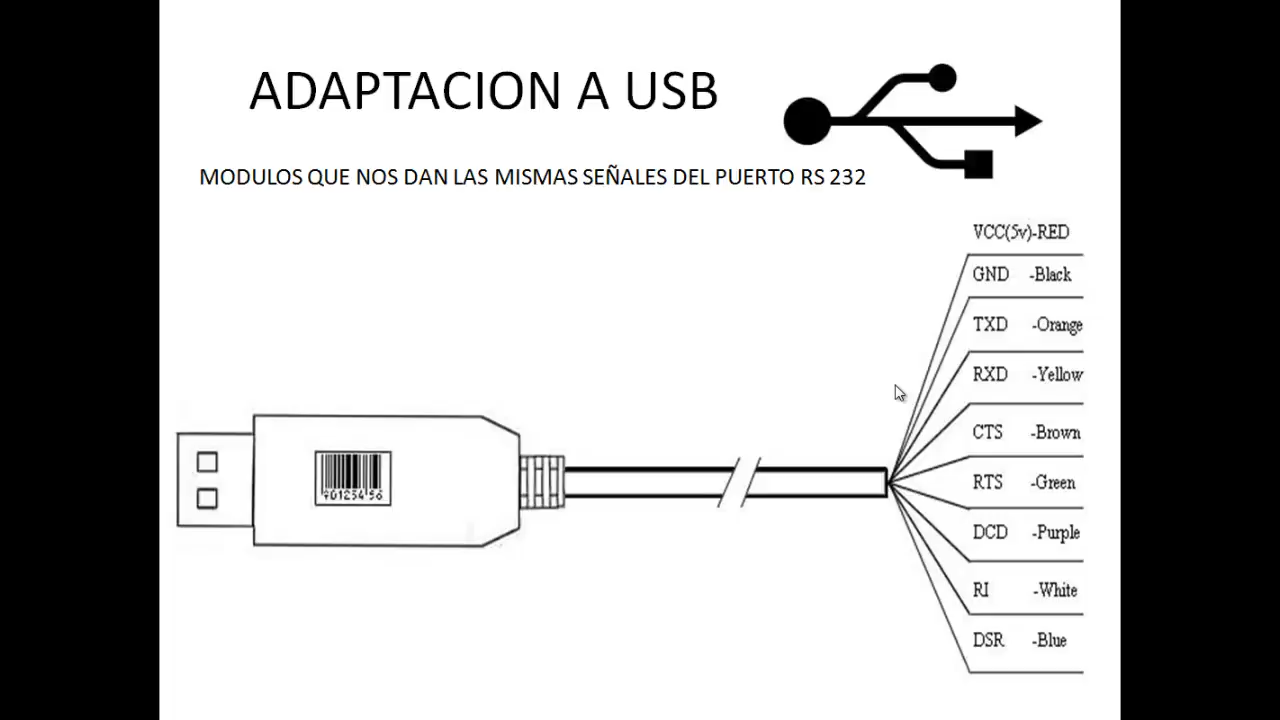 ADAPTACION A USB
MODULOS QUE NOS DAN LAS MISMAS SEÑALES DEL PUERTO RS 232
VCC(5v)-RED
GND -Black
TXD -Orange
RXD -Yellow
CTS -Brown
RTS -Green
DCD -Purple
RI -White
DSR -Blue